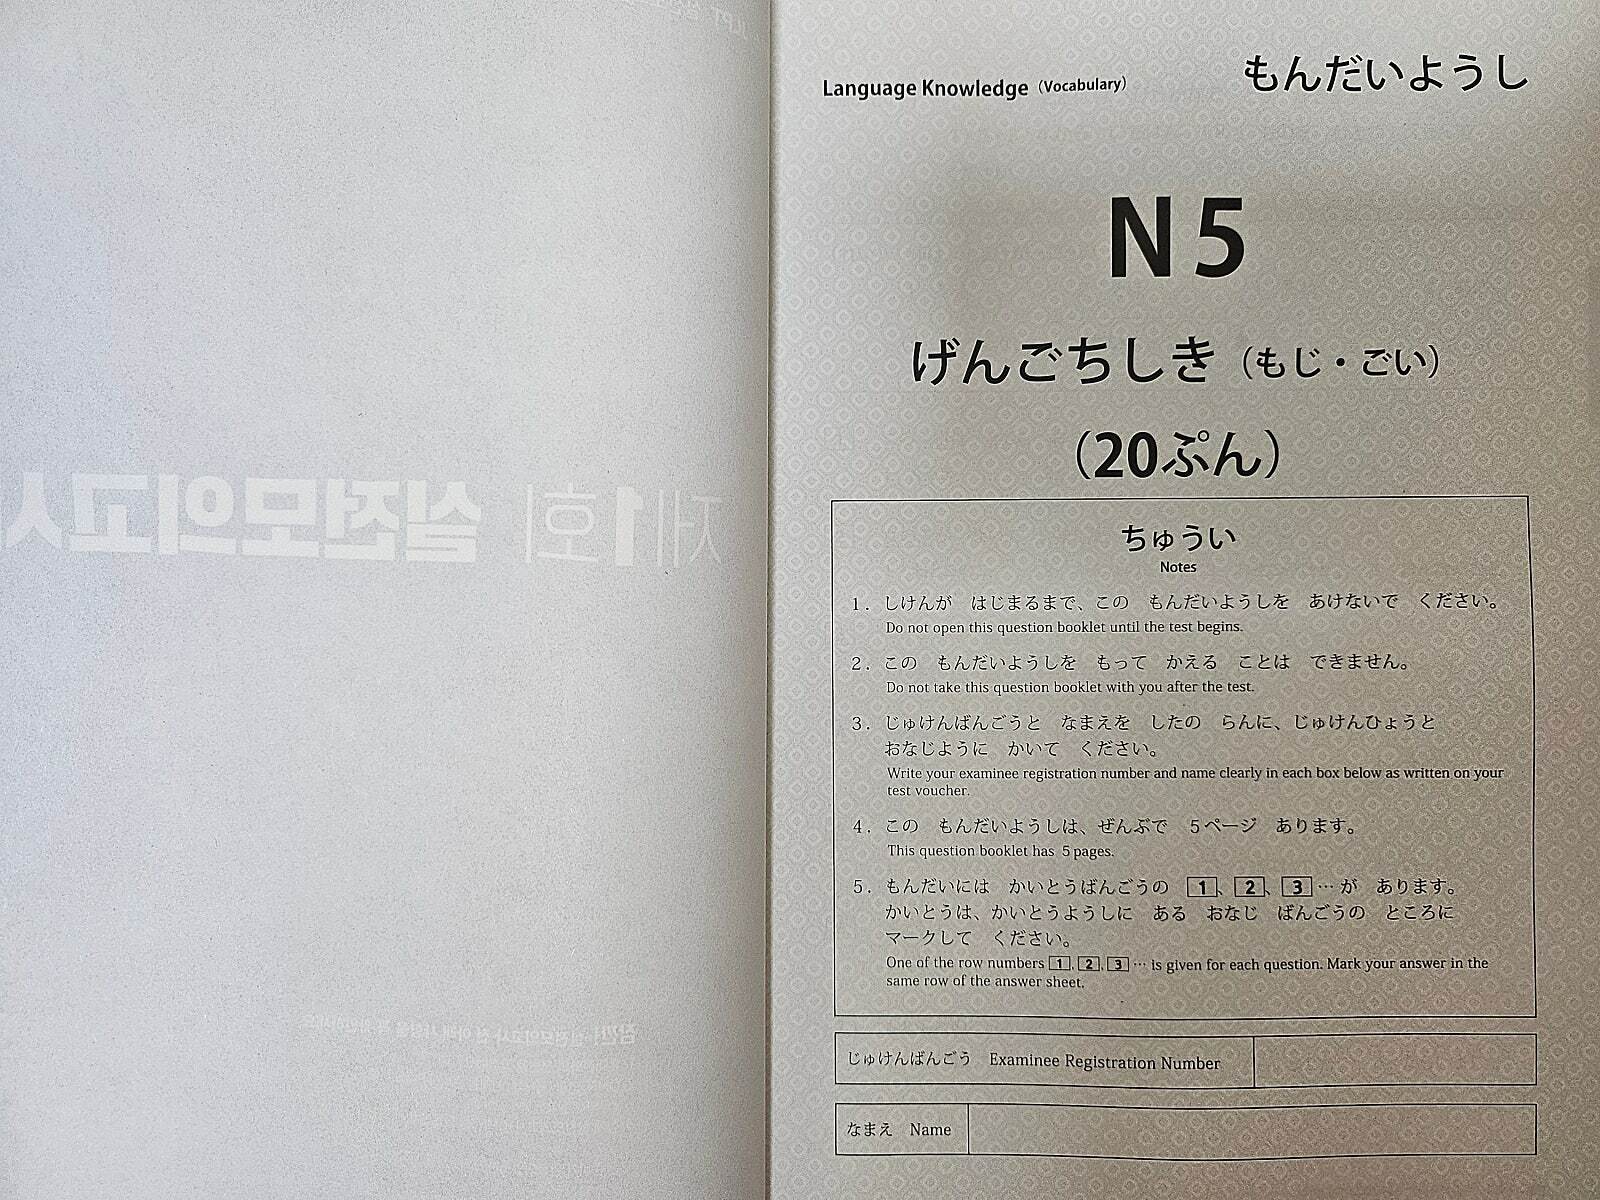 제1회 실전모의고사
Language Knowledge (Vocabulary)
もんだいようし
N5
げんごちしき（もじ・ごい）
（20ぷん）
ちゅうい
Notes
1. しけんが はじまるまで、この もんだいようしを あけないで ください。
Do not open this question booklet until the test begins.
2. この もんだいようしを もって かえる ことは できません。
Do not take this question booklet with you after the test.
3. じゅけんばんごうと なまえを したの らんに、じゅけんひょうと
おなじように かいて ください。
Write your examinee registration number and name clearly in each box below as written on your
test voucher.
4. この もんだいようしは、ぜんぶで 5ページ あります。
This question booklet has 5 pages.
5. もんだいには かいとうばんごうの 1、2、3…が あります。
かいとうは、かいとうようしに ある おなじ ばんごうの ところに
マークして ください。
One of the row numbers 1, 2, 3 … is given for each question. Mark your answer in the
same row of the answer sheet.
じゅけんばんごう Examinee Registration Number
なまえ Name